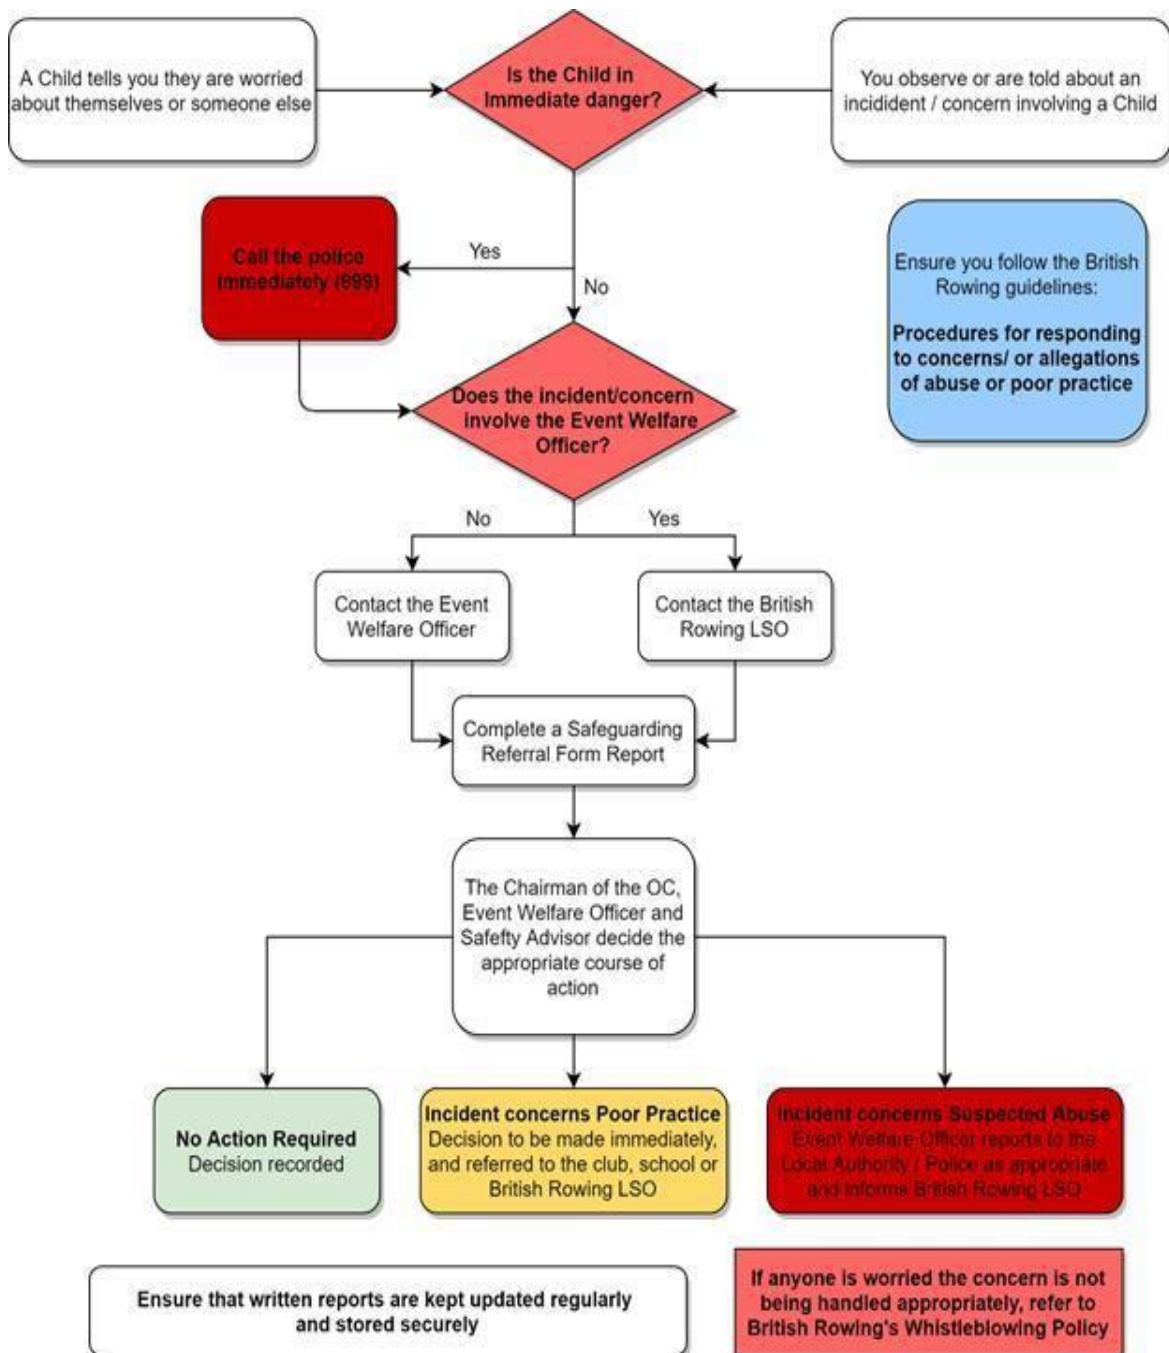 A Child tells you they are worried
about themselves or someone else
Is the Child in
Immediate danger?
You observe or are told about an
incidident / concern involving a Child
Call the police
immediately (999)
Yes
No
Ensure you follow the British
Rowing guidelines:
Procedures for responding
to concerns/ or allegations
of abuse or poor practice
Does the incident/concern
involve the Event Welfare
Officer?
No
Yes
Contact the Event
Welfare Officer
Contact the British
Rowing LSO
Complete a Safeguarding
Referral Form Report
The Chairman of the OC,
Event Welfare Officer and
Safefty Advisor decide the
appropriate course of
action
No Action Required
Decision recorded
Incident concerns Poor Practice
Decision to be made immediately,
and referred to the club, school or
British Rowing LSO
Incident concerns Suspected Abuse
Event Welfare Officer reports to the
Local Authority / Police as appropriate
and informs British Rowing LSO
Ensure that written reports are kept updated regularly
and stored securely
If anyone is worried the concern is not
being handled appropriately, refer to
British Rowing's Whistleblowing Policy